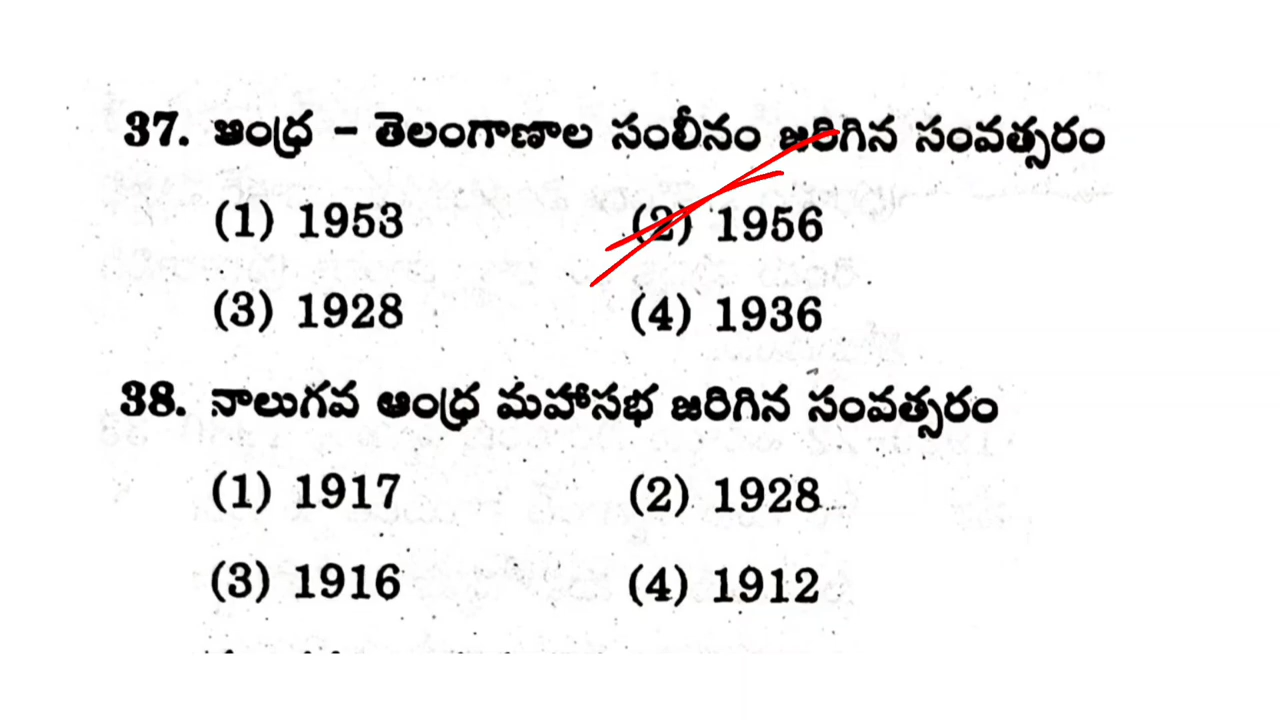 37. ఆంధ్ర – తెలంగాణాల సంలీనం జరిగిన సంవత్సరం
(1) 1953 (2) 1956
(3) 1928 (4) 1936
38. నాలుగవ ఆంధ్ర మహాసభ జరిగిన సంవత్సరం
(1) 1917 (2) 1928
(3) 1916 (4) 1912